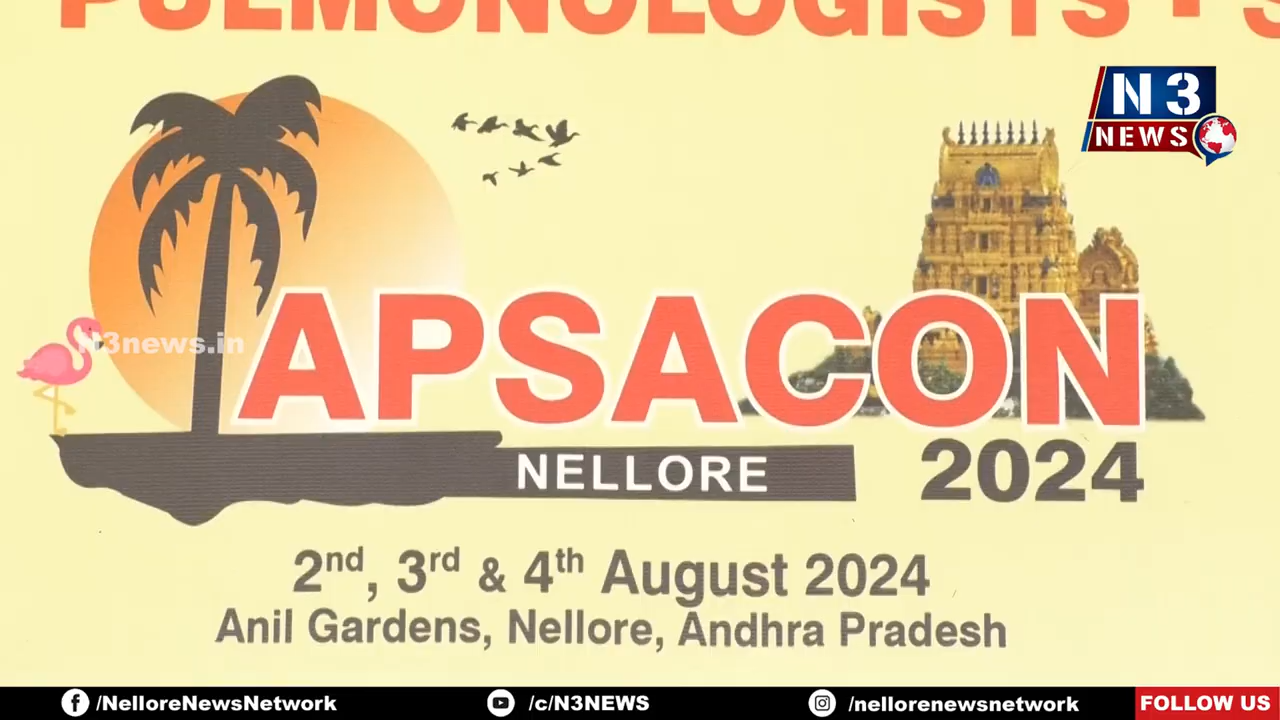 PULMONOLOGISTS
N3
NEWS
N3news.in
APSACON
NELLORE
2024
2nd, 3rd & 4th August 2024
Anil Gardens, Nellore, Andhra Pradesh
/NelloreNewsNetwork
/c/N3NEWS
/nellorenewsnetwork
FOLLOW US